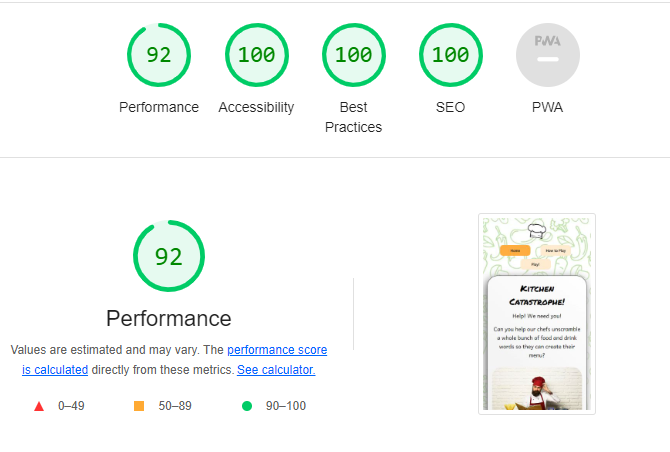 92
100
100
100
PWA
Performance
Accessibility
Best
Practices
SEO
PWA
92
Performance
Values are estimated and may vary. The performance score
is calculated directly from these metrics. See calculator.
0–49
50–89
90–100
Home
How to Play
Play!
Kitchen
Catastrophe!
Help! We need you!
Can you help our chefs unscramble
a whole bunch of food and drink
words so they can create their
menu?